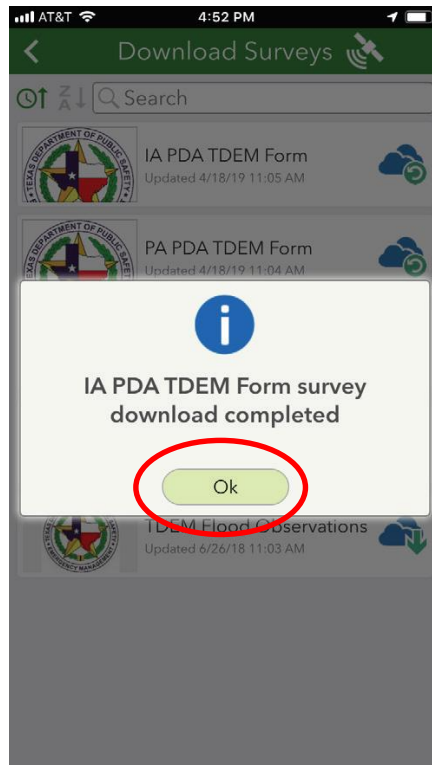 AT&T
4:52 PM
Download Surveys
Z
A
Search
IA PDA TDEM Form
Updated 4/18/19 11:05 AM
PA PDA TDEM Form
Updated 4/18/19 11:04 AM
i
IA PDA TDEM Form survey
download completed
Ok
TDEM Flood Observations
Updated 6/26/18 11:03 AM